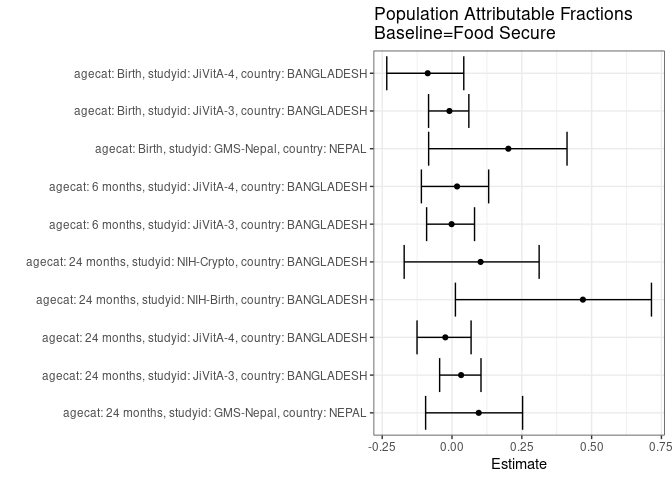 Population Attributable Fractions
Baseline=Food Secure
agecat: Birth, studyid: JiVitA-4, country: BANGLADESH
agecat: Birth, studyid: JiVitA-3, country: BANGLADESH
agecat: Birth, studyid: GMS-Nepal, country: NEPAL
agecat: 6 months, studyid: JiVitA-4, country: BANGLADESH
agecat: 6 months, studyid: JiVitA-3, country: BANGLADESH
agecat: 24 months, studyid: NIH-Crypto, country: BANGLADESH
agecat: 24 months, studyid: NIH-Birth, country: BANGLADESH
agecat: 24 months, studyid: JiVitA-4, country: BANGLADESH
agecat: 24 months, studyid: JiVitA-3, country: BANGLADESH
agecat: 24 months, studyid: GMS-Nepal, country: NEPAL
-0.25 0.00 0.25 0.50 0.75
Estimate